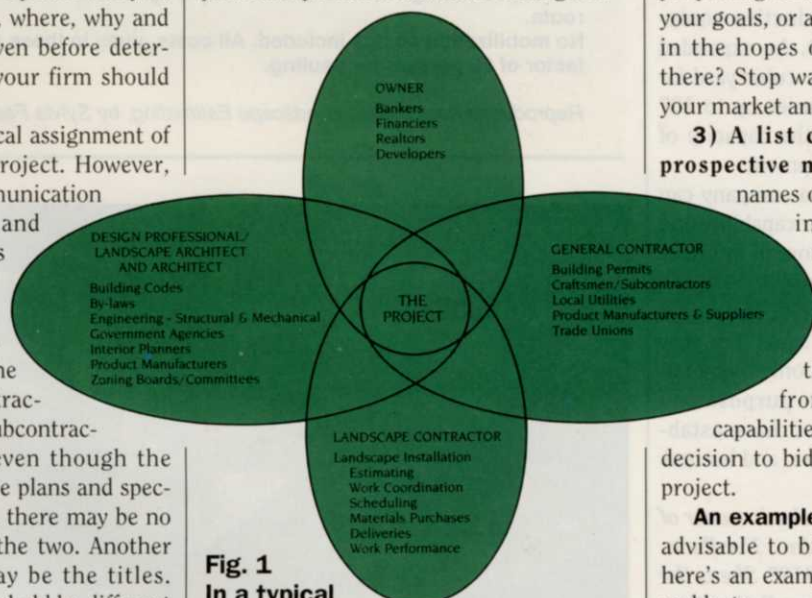 , where, why and
ven before deter-
your firm should
cal assignment of
roject. However,
munication
and
s
ne
trac-
ubcontrac-
even though the
e plans and spec-
there may be no
the two. Another
ay be the titles.
OWNER
Bankers
Financiers
Realtors
Developers
DESIGN PROFESSIONAL/
LANDSCAPE ARCHITECT
AND ARCHITECT
Building Codes
By-laws
Engineering - Structural & Mechanical
Government Agencies
Interior Planners
Product Manufacturers
Zoning Boards/Committees
THE
PROJECT
GENERAL CONTRACTOR
Building Permits
Craftsmen/Subcontractors
Local Utilities
Product Manufacturers & Suppliers
Trade Unions
LANDSCAPE CONTRACTOR
Landscape Installation
Estimating
Work Coordination
Scheduling
Materials Purchases
Deliveries
Work Performance
Fig. 1
In a typical
your goals, or a
in the hopes o
there? Stop wa
your market an
3) A list o
prospective m
names o
in
t
fro
capabilities
decision to bid
project.
An example
advisable to b
here's an exam